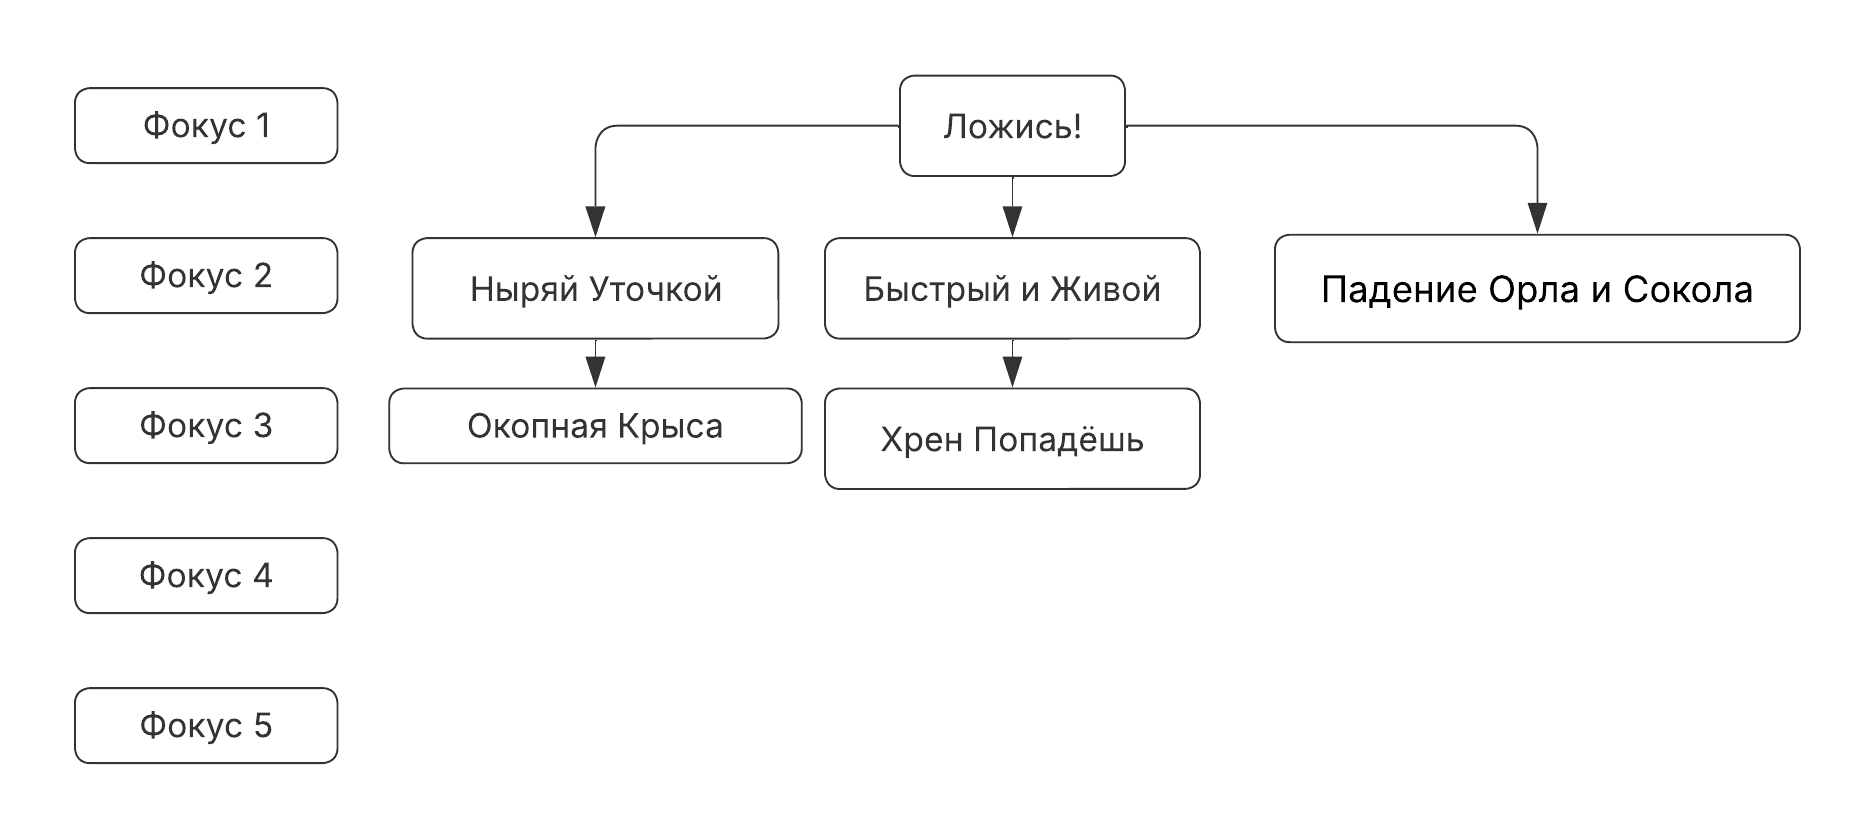 Фокус 1
Ложись!
Фокус 2
Ныряй Уточкой
Быстрый и Живой
Падение Орла и Сокола
Фокус 3
Окопная Крыса
Хрен Попадёшь
Фокус 4
Фокус 5